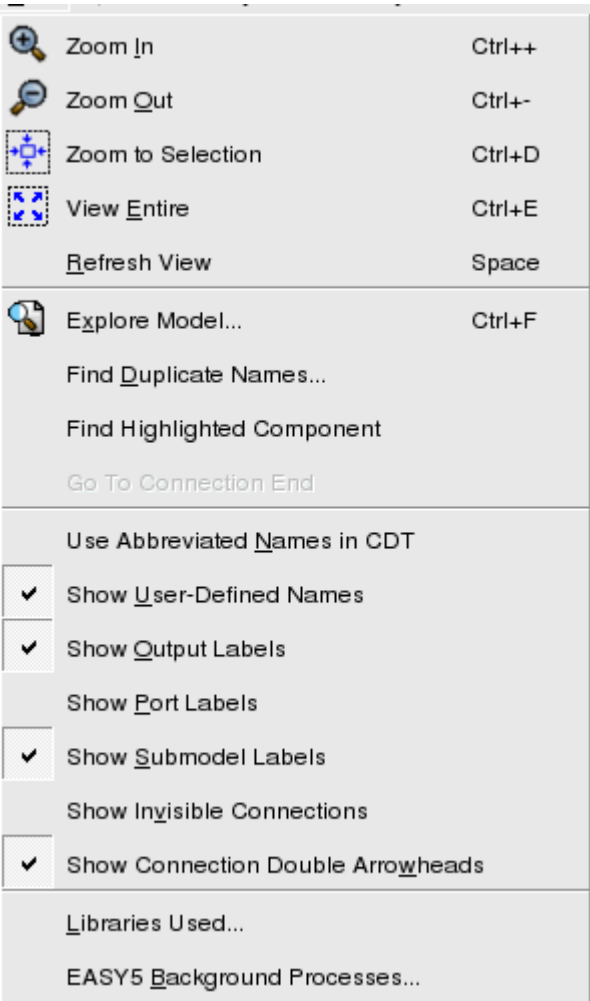 Zoom In Ctrl++
Zoom Out Ctrl+-
Zoom to Selection Ctrl+D
View Entire Ctrl+E
Refresh View Space
Explore Model... Ctrl+F
Find Duplicate Names...
Find Highlighted Component
Go To Connection End
Use Abbreviated Names in CDT
Show User-Defined Names
Show Output Labels
Show Port Labels
Show Submodel Labels
Show Invisible Connections
Show Connection Double Arrowheads
Libraries Used...
EASY5 Background Processes...